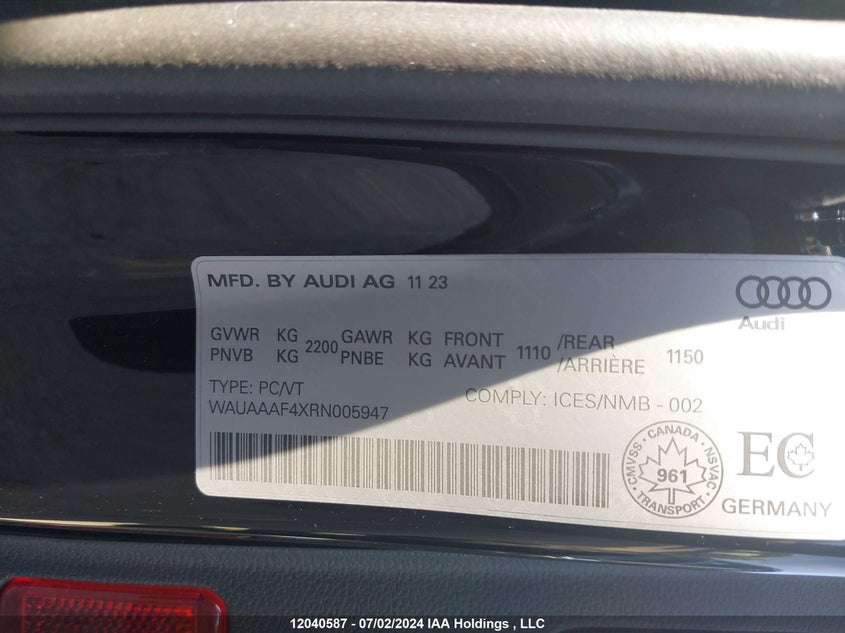 MFD. BY AUDI AG 11 23
Audi
GVWR KG 2200 GAWR KG FRONT 1110 /REAR 1150
PNVB KG PNBE KG AVANT /ARRIÈRE
TYPE: PC/VT
WAUAAAF4XRN005947
COMPLY: ICES/NMB - 002
CMVSS · CANADA · NSVAC
961
TRANSPORT
EC
GERMANY
12040587 - 07/02/2024 IAA Holdings , LLC